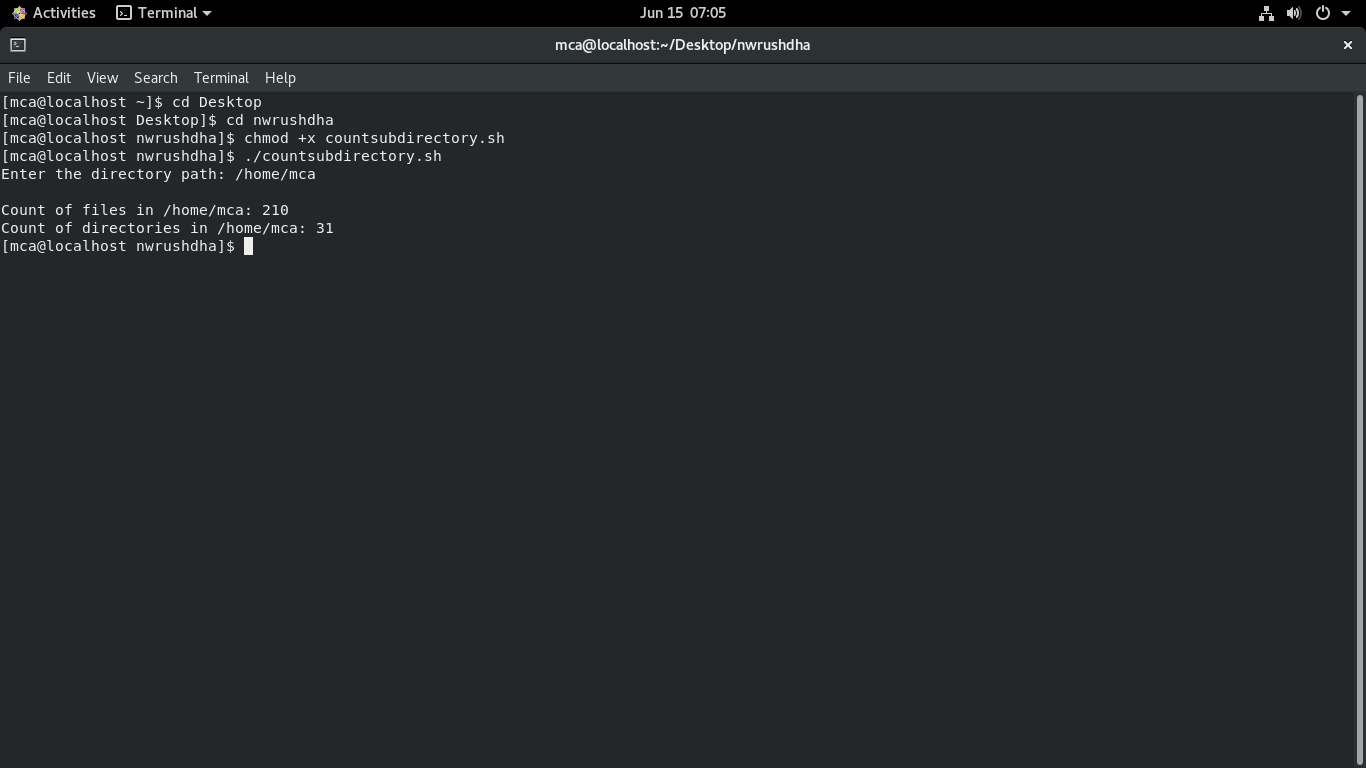 Activities Terminal Jun 15 07:05
mca@localhost:~/Desktop/nwrushdha
File Edit View Search Terminal Help
[mca@localhost ~]$ cd Desktop
[mca@localhost Desktop]$ cd nwrushdha
[mca@localhost nwrushdha]$ chmod +x countsubdirectory.sh
[mca@localhost nwrushdha]$ ./countsubdirectory.sh
Enter the directory path: /home/mca
Count of files in /home/mca: 210
Count of directories in /home/mca: 31
[mca@localhost nwrushdha]$